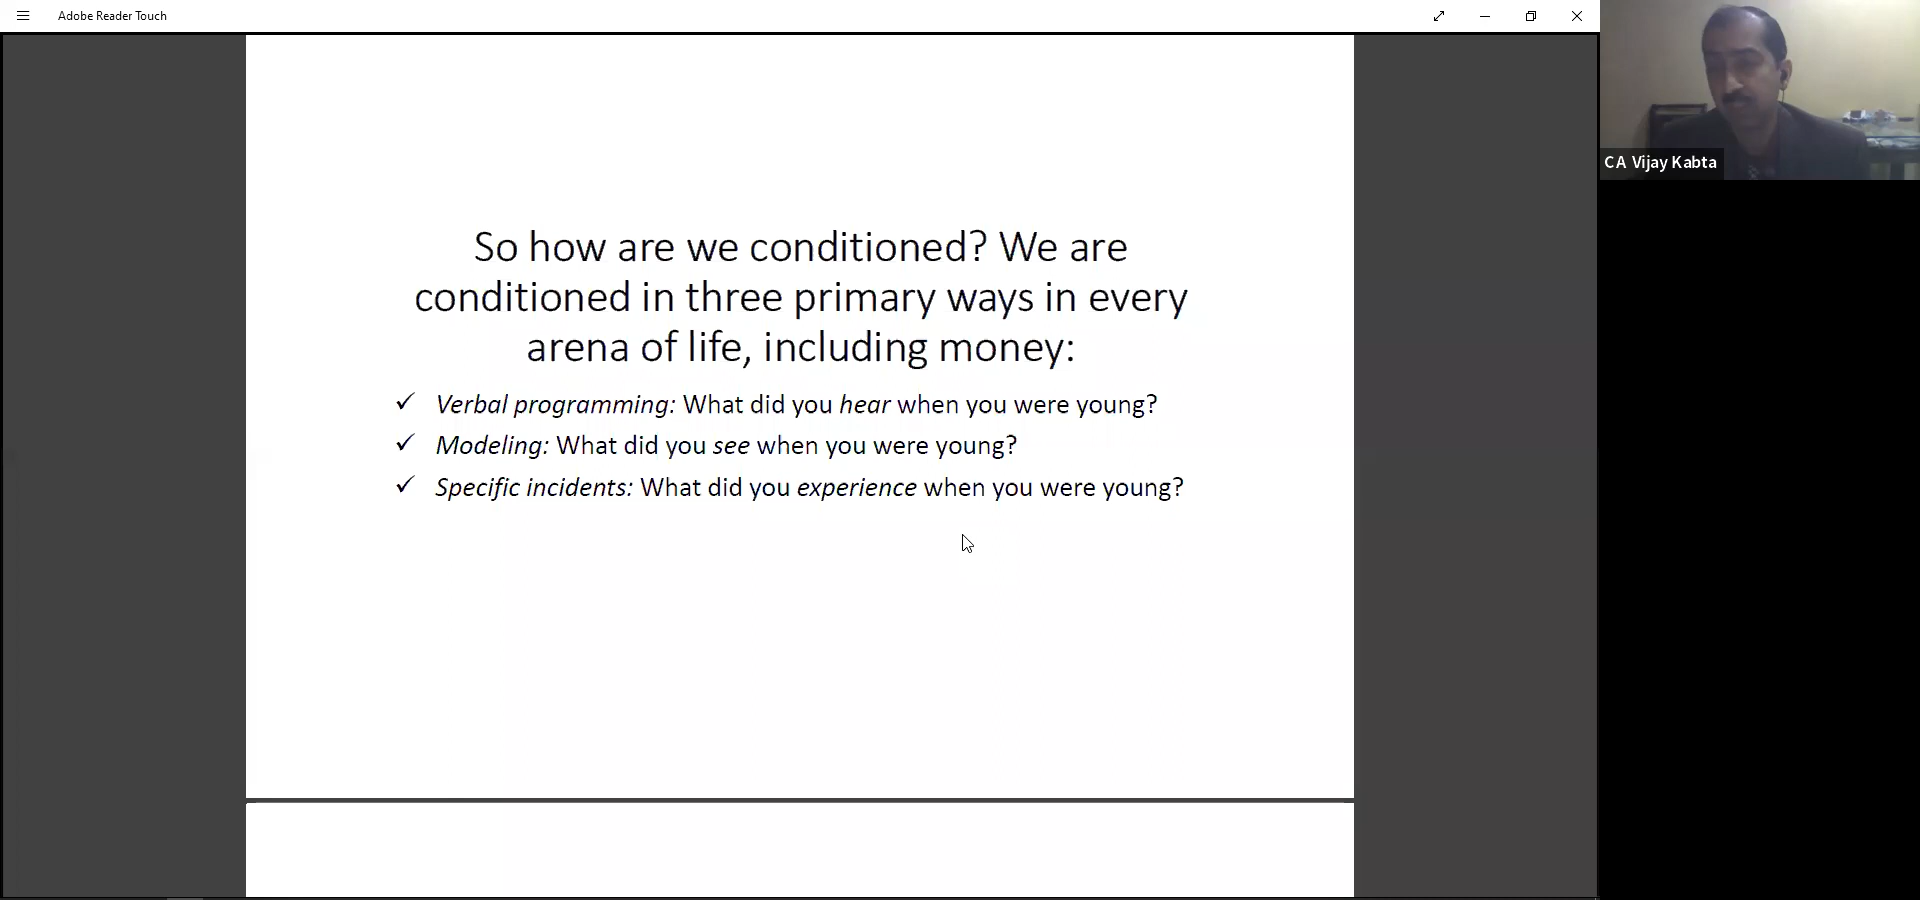 Adobe Reader Touch
So how are we conditioned? We are
conditioned in three primary ways in every
arena of life, including money:
✓ Verbal programming: What did you hear when you were young?
✓ Modeling: What did you see when you were young?
✓ Specific incidents: What did you experience when you were young?
CA Vijay Kabta